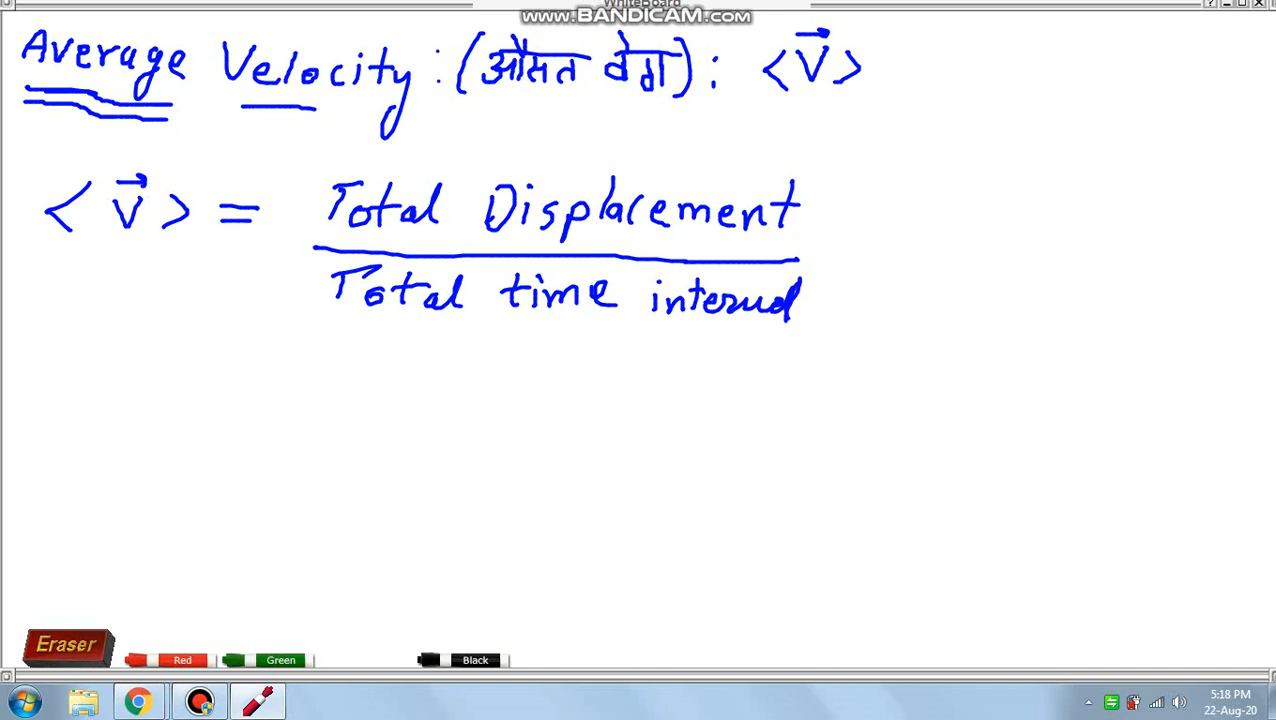 WhiteBoard
www.BANDICAM.com
Average Velocity : (औसत वेग) : <V⃗>
<V⃗> = Total Displacement
Total time interval
Eraser
Red Green Black
5:18 PM
22-Aug-20